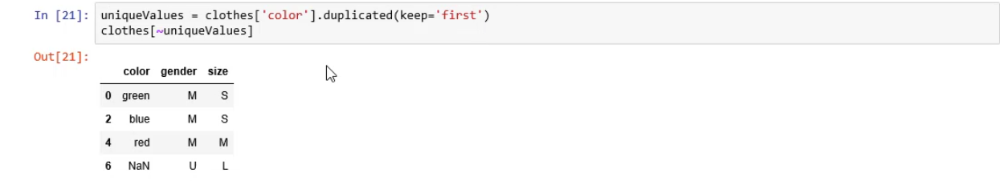 In [21]: uniqueValues = clothes['color'].duplicated(keep='first')
clothes[~uniqueValues]
Out[21]:
color gender size
0 green M S
2 blue M S
4 red M M
6 NaN U L